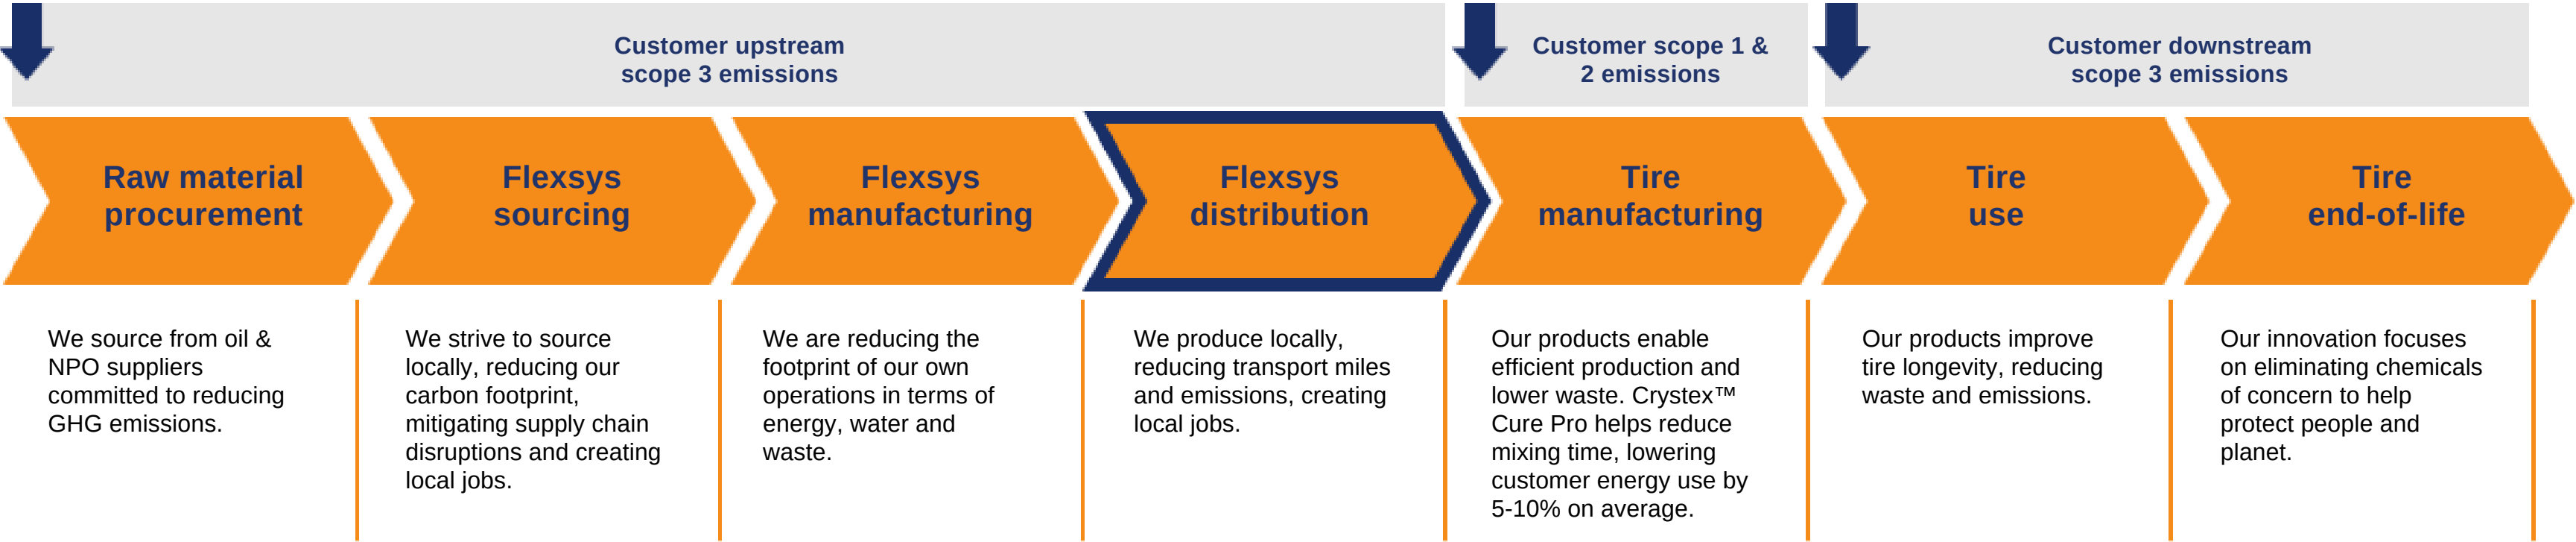 Customer upstream
scope 3 emissions
Customer scope 1 &
2 emissions
Customer downstream
scope 3 emissions
Raw material
procurement
Flexsys
sourcing
Flexsys
manufacturing
Flexsys
distribution
Tire
manufacturing
Tire
use
Tire
end-of-life
We source from oil &
NPO suppliers
committed to reducing
GHG emissions.
We strive to source
locally, reducing our
carbon footprint,
mitigating supply chain
disruptions and creating
local jobs.
We are reducing the
footprint of our own
operations in terms of
energy, water and
waste.
We produce locally,
reducing transport miles
and emissions, creating
local jobs.
Our products enable
efficient production and
lower waste. Crystex™
Cure Pro helps reduce
mixing time, lowering
customer energy use by
5-10% on average.
Our products improve
tire longevity, reducing
waste and emissions.
Our innovation focuses
on eliminating chemicals
of concern to help
protect people and
planet.